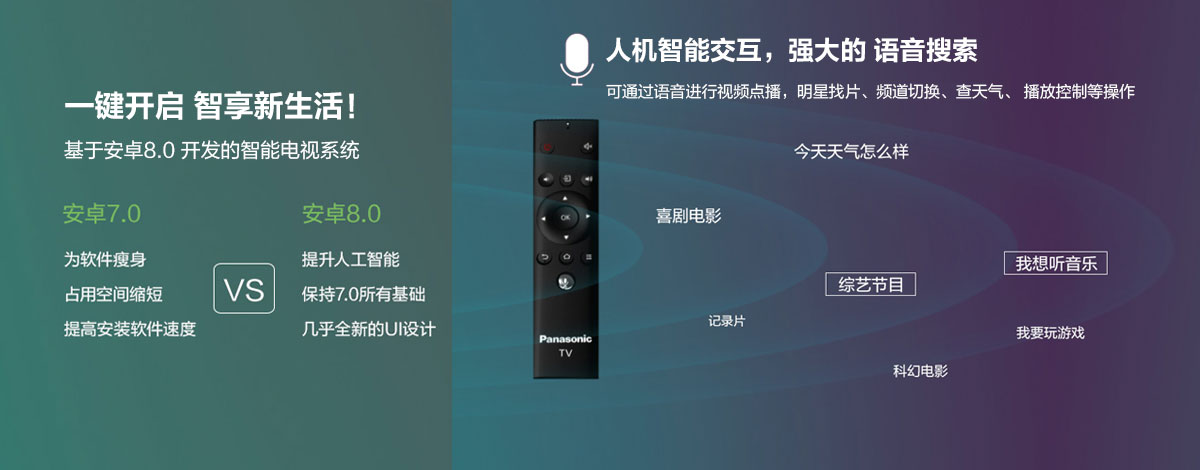 一键开启 智享新生活！
基于安卓8.0 开发的智能电视系统
安卓7.0
为软件瘦身
占用空间缩短
提高安装软件速度
VS
安卓8.0
提升人工智能
保持7.0所有基础
几乎全新的UI设计
人机智能交互，强大的 语音搜索
可通过语音进行视频点播，明星找片、频道切换、查天气、 播放控制等操作
今天天气怎么样
喜剧电影
我想听音乐
综艺节目
记录片
我要玩游戏
科幻电影
OK
Panasonic
TV